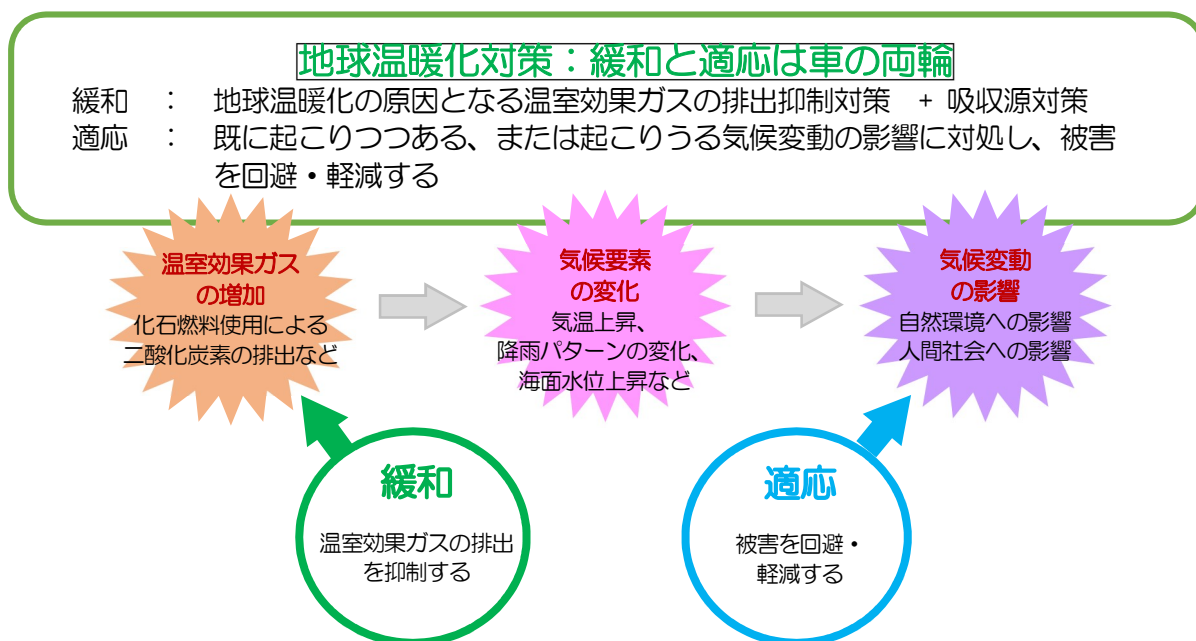 地球温暖化対策：緩和と適応は車の両輪
緩和 ： 地球温暖化の原因となる温室効果ガスの排出抑制対策 + 吸収源対策
適応 ： 既に起こりつつある、または起こりうる気候変動の影響に対処し、被害
を回避・軽減する
温室効果ガス
の増加
化石燃料使用による
二酸化炭素の排出など
気候要素
の変化
気温上昇、
降雨パターンの変化、
海面水位上昇など
気候変動
の影響
自然環境への影響
人間社会への影響
緩和
温室効果ガスの排出
を抑制する
適応
被害を回避・
軽減する